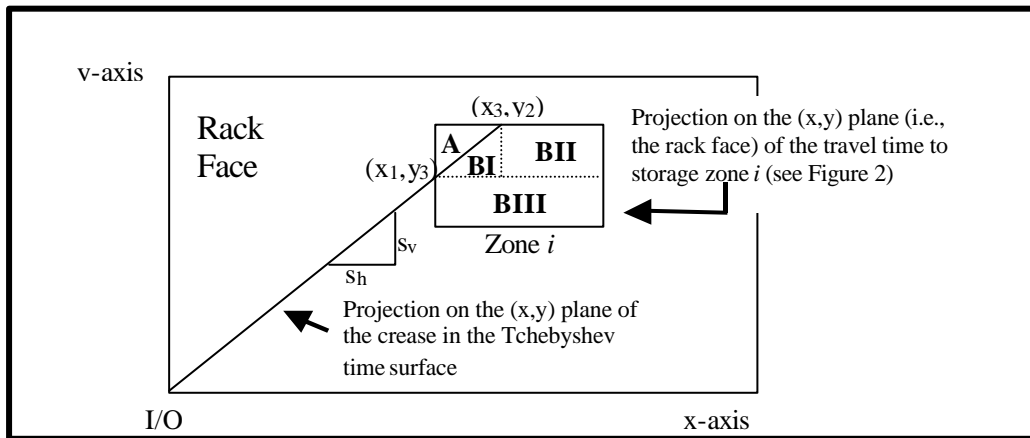 v-axis
Rack
Face
(x3,y2)
(x1,y3)
A
BI
BII
BIII
Zone i
Projection on the (x,y) plane (i.e.,
the rack face) of the travel time to
storage zone i (see Figure 2)
sv
sh
Projection on the (x,y) plane of
the crease in the Tchebyshev
time surface
I/O
x-axis